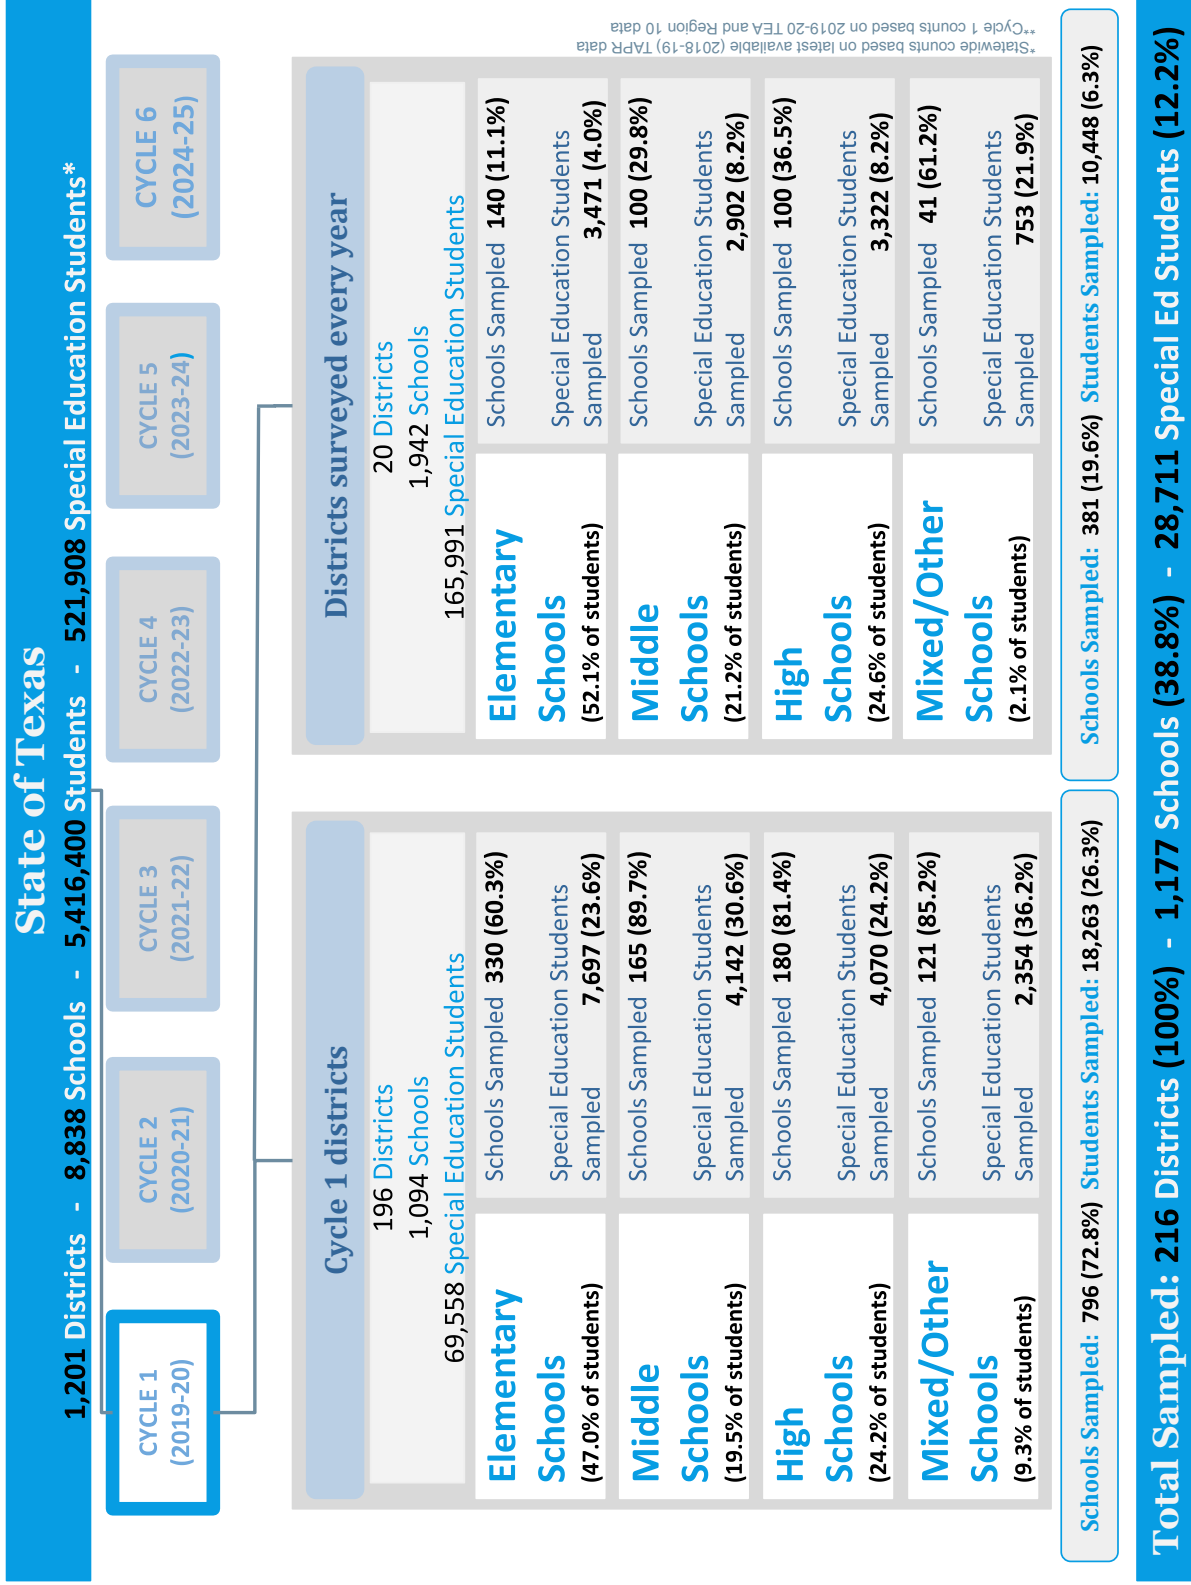 State of Texas
1,201 Districts - 8,838 Schools - 5,416,400 Students - 521,908 Special Education Students*
CYCLE 1
(2019-20)
CYCLE 2
(2020-21)
CYCLE 3
(2021-22)
CYCLE 4
(2022-23)
CYCLE 5
(2023-24)
CYCLE 6
(2024-25)
Cycle 1 districts
196 Districts
1,094 Schools
69,558 Special Education Students
Elementary
Schools
(47.0% of students)
Schools Sampled 330 (60.3%)
Special Education Students
Sampled 7,697 (23.6%)
Middle
Schools
(19.5% of students)
Schools Sampled 165 (89.7%)
Special Education Students
Sampled 4,142 (30.6%)
High
Schools
(24.2% of students)
Schools Sampled 180 (81.4%)
Special Education Students
Sampled 4,070 (24.2%)
Mixed/Other
Schools
(9.3% of students)
Schools Sampled 121 (85.2%)
Special Education Students
Sampled 2,354 (36.2%)
Schools Sampled: 796 (72.8%) Students Sampled: 18,263 (26.3%)
Districts surveyed every year
20 Districts
1,942 Schools
165,991 Special Education Students
Elementary
Schools
(52.1% of students)
Schools Sampled 140 (11.1%)
Special Education Students
Sampled 3,471 (4.0%)
Middle
Schools
(21.2% of students)
Schools Sampled 100 (29.8%)
Special Education Students
Sampled 2,902 (8.2%)
High
Schools
(24.6% of students)
Schools Sampled 100 (36.5%)
Special Education Students
Sampled 3,322 (8.2%)
Mixed/Other
Schools
(2.1% of students)
Schools Sampled 41 (61.2%)
Special Education Students
Sampled 753 (21.9%)
Schools Sampled: 381 (19.6%) Students Sampled: 10,448 (6.3%)
*Statewide counts based on latest available (2018-19) TAPR data
**Cycle 1 counts based on 2019-20 TEA and Region 10 data
Total Sampled: 216 Districts (100%) - 1,177 Schools (38.8%) - 28,711 Special Ed Students (12.2%)